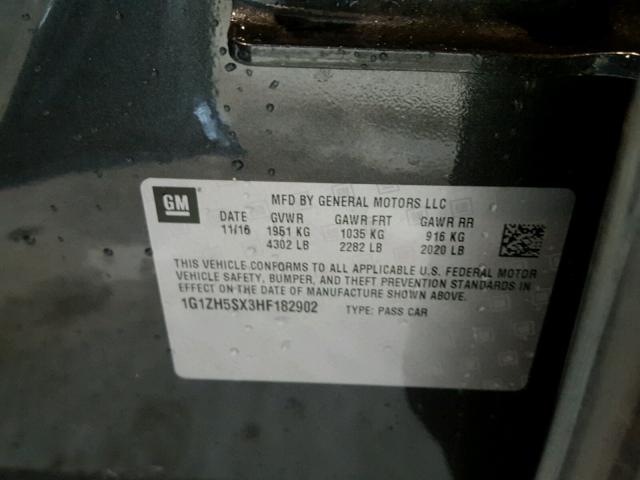 GM MFD BY GENERAL MOTORS LLC
DATE GVWR GAWR FRT GAWR RR
11/16 1951 KG 1035 KG 916 KG
4302 LB 2282 LB 2020 LB
THIS VEHICLE CONFORMS TO ALL APPLICABLE U.S. FEDERAL MOTOR
VEHICLE SAFETY, BUMPER, AND THEFT PREVENTION STANDARDS IN
EFFECT ON THE DATE OF MANUFACTURE SHOWN ABOVE.
1G1ZH5SX3HF182902 TYPE: PASS CAR